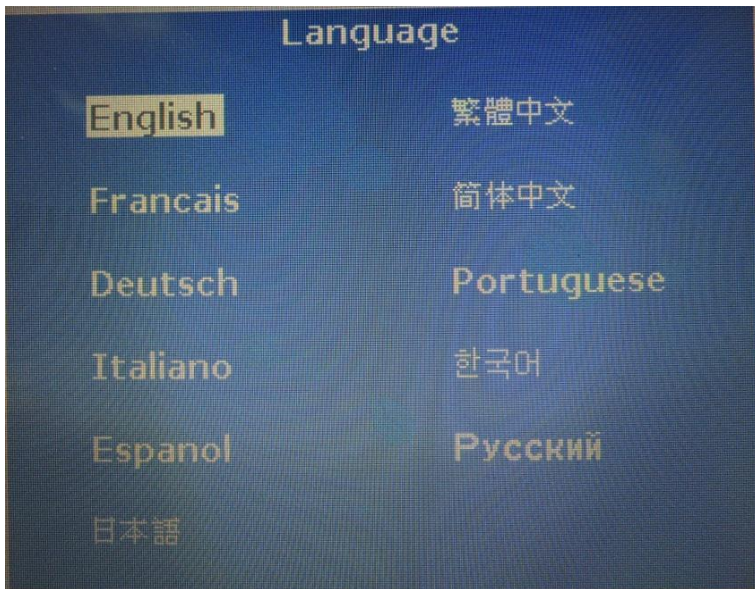 Language
English
Francais
Deutsch
Italiano
Espanol
日本語
繁體中文
简体中文
Portuguese
한국어
Русский